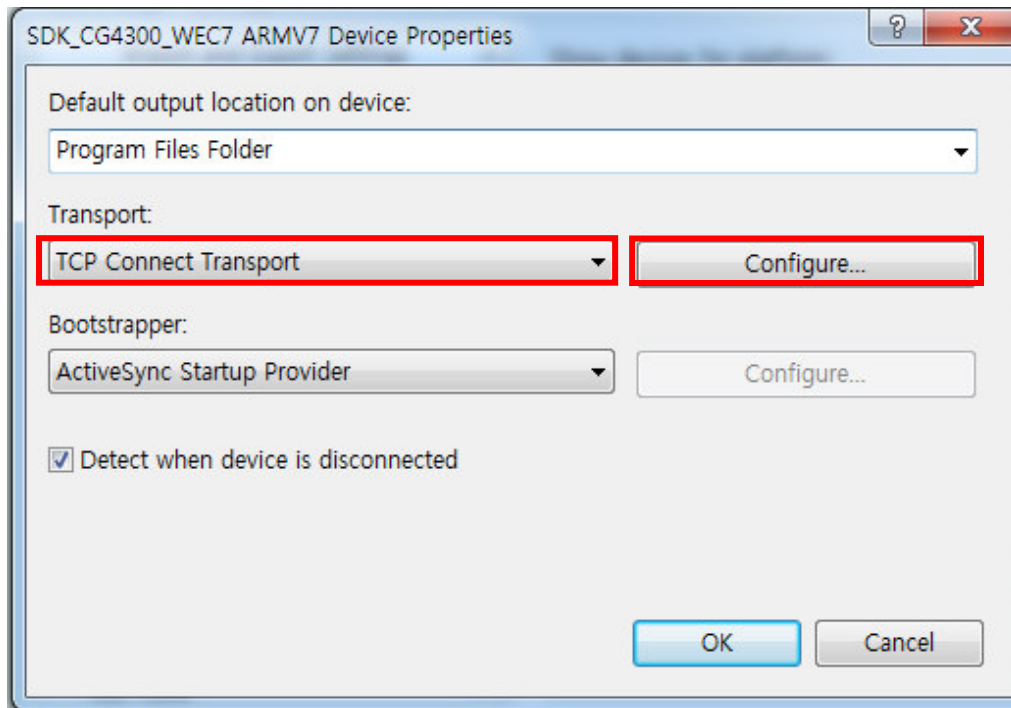 SDK_CG4300_WEC7 ARMV7 Device Properties
Default output location on device:
Program Files Folder
Transport:
TCP Connect Transport
Configure...
Bootstrapper:
ActiveSync Startup Provider
Configure...
Detect when device is disconnected
OK
Cancel